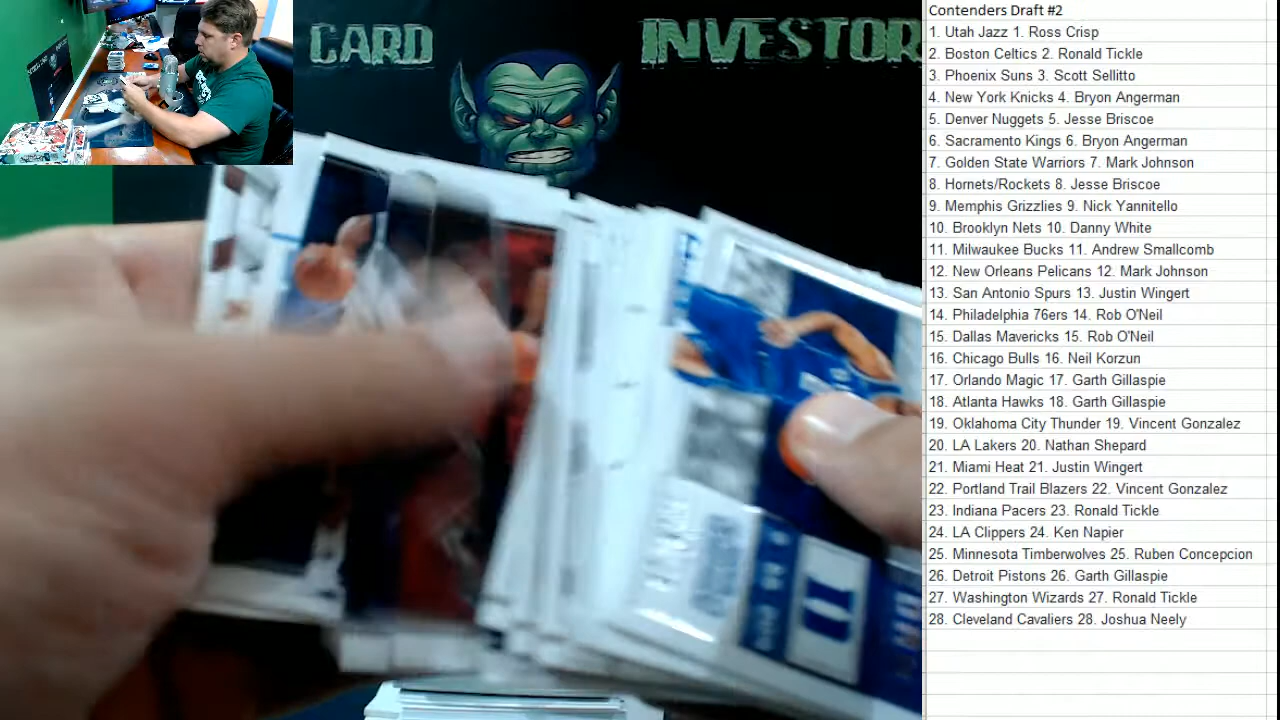 CARD INVESTOR
Contenders Draft #2
1. Utah Jazz 1. Ross Crisp
2. Boston Celtics 2. Ronald Tickle
3. Phoenix Suns 3. Scott Sellitto
4. New York Knicks 4. Bryon Angerman
5. Denver Nuggets 5. Jesse Briscoe
6. Sacramento Kings 6. Bryon Angerman
7. Golden State Warriors 7. Mark Johnson
8. Hornets/Rockets 8. Jesse Briscoe
9. Memphis Grizzlies 9. Nick Yannitello
10. Brooklyn Nets 10. Danny White
11. Milwaukee Bucks 11. Andrew Smallcomb
12. New Orleans Pelicans 12. Mark Johnson
13. San Antonio Spurs 13. Justin Wingert
14. Philadelphia 76ers 14. Rob O'Neil
15. Dallas Mavericks 15. Rob O'Neil
16. Chicago Bulls 16. Neil Korzun
17. Orlando Magic 17. Garth Gillaspie
18. Atlanta Hawks 18. Garth Gillaspie
19. Oklahoma City Thunder 19. Vincent Gonzalez
20. LA Lakers 20. Nathan Shepard
21. Miami Heat 21. Justin Wingert
22. Portland Trail Blazers 22. Vincent Gonzalez
23. Indiana Pacers 23. Ronald Tickle
24. LA Clippers 24. Ken Napier
25. Minnesota Timberwolves 25. Ruben Concepcion
26. Detroit Pistons 26. Garth Gillaspie
27. Washington Wizards 27. Ronald Tickle
28. Cleveland Cavaliers 28. Joshua Neely